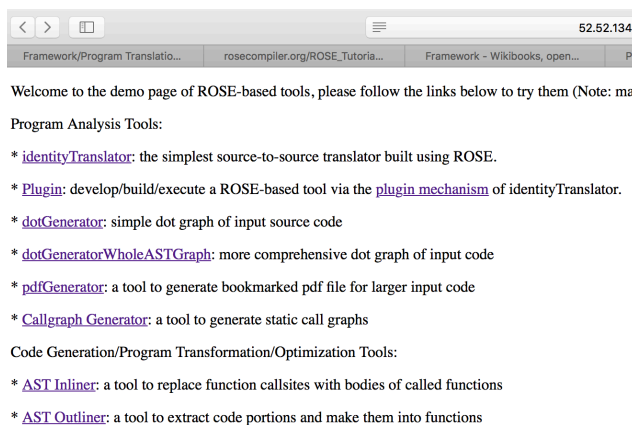 52.52.134
Framework/Program Translatio...
rosecompiler.org/ROSE_Tutoria...
Framework - Wikibooks, open...
P
Welcome to the demo page of ROSE-based tools, please follow the links below to try them (Note: ma
Program Analysis Tools:
* identityTranslator: the simplest source-to-source translator built using ROSE.
* Plugin: develop/build/execute a ROSE-based tool via the plugin mechanism of identityTranslator.
* dotGenerator: simple dot graph of input source code
* dotGeneratorWholeASTGraph: more comprehensive dot graph of input code
* pdfGenerator: a tool to generate bookmarked pdf file for larger input code
* Callgraph Generator: a tool to generate static call graphs
Code Generation/Program Transformation/Optimization Tools:
* AST Inliner: a tool to replace function callsites with bodies of called functions
* AST Outliner: a tool to extract code portions and make them into functions